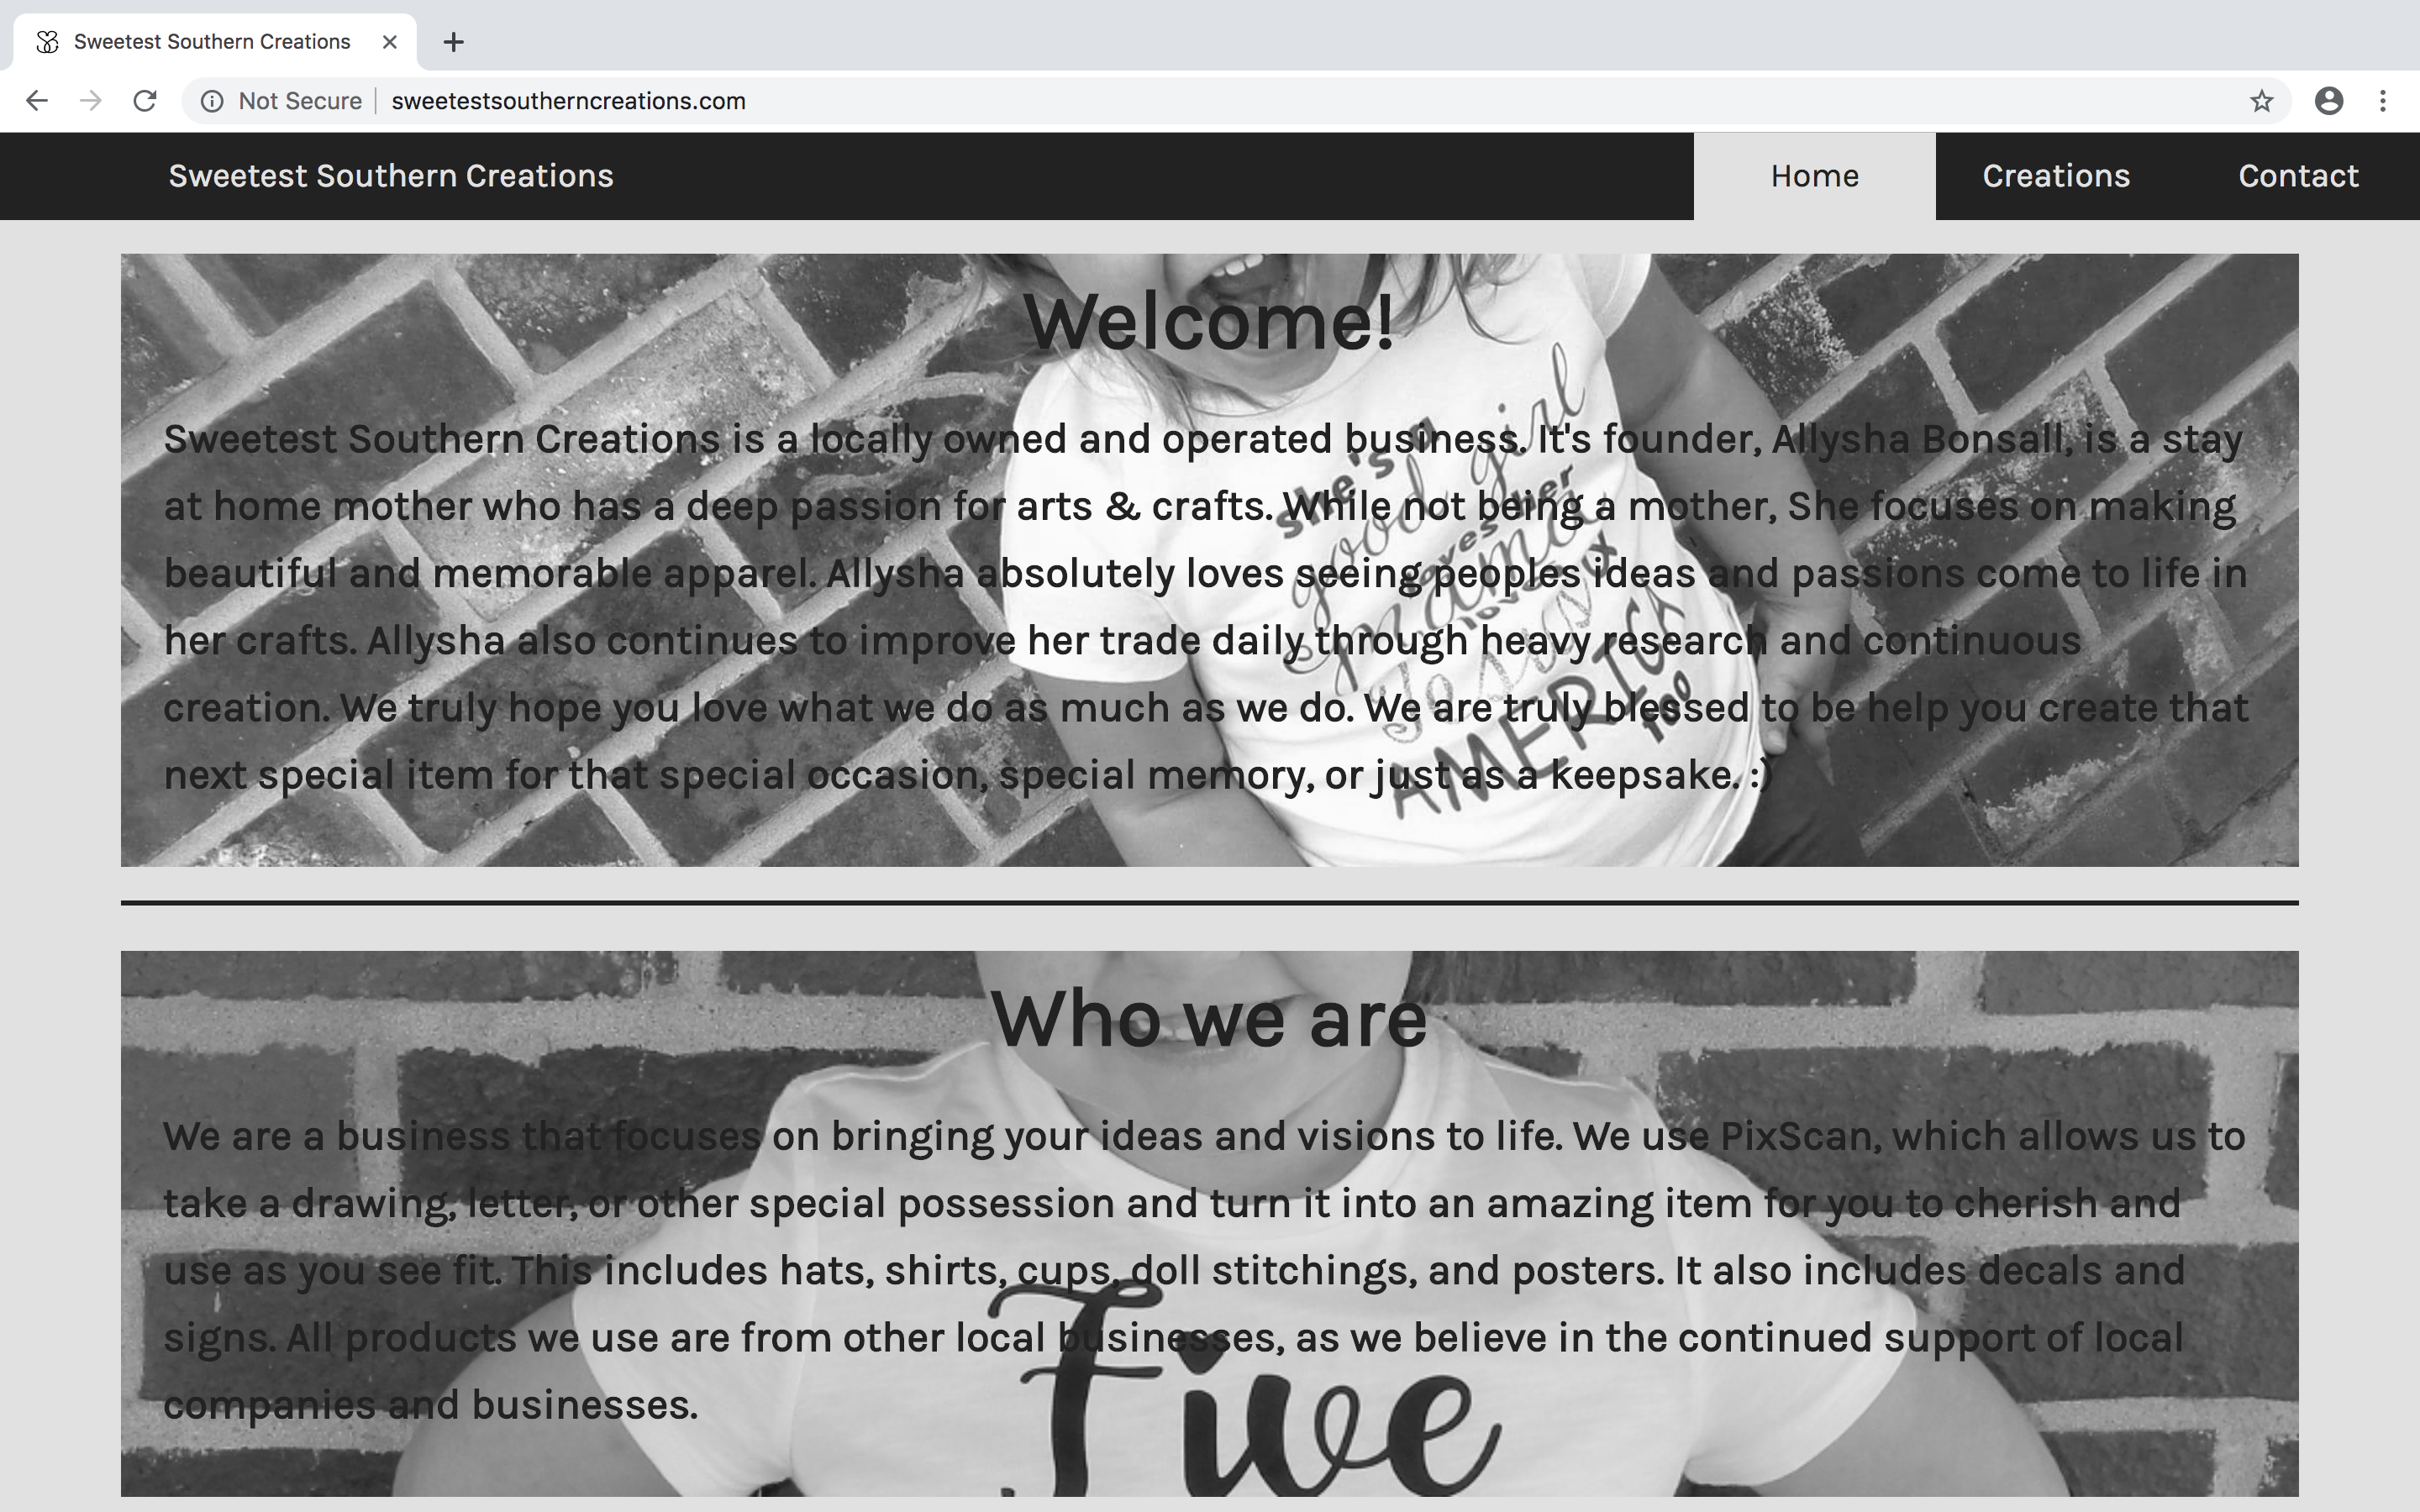 Sweetest Southern Creations
Not Secure
sweetestsoutherncreations.com
Sweetest Southern Creations
Home
Creations
Contact
Welcome!
Sweetest Southern Creations is a locally owned and operated business. It's founder, Allysha Bonsall, is a stay
at home mother who has a deep passion for arts & crafts. While not being a mother, She focuses on making
beautiful and memorable apparel. Allysha absolutely loves seeing peoples ideas and passions come to life in
her crafts. Allysha also continues to improve her trade daily through heavy research and continuous
creation. We truly hope you love what we do as much as we do. We are truly blessed to be help you create that
next special item for that special occasion, special memory, or just as a keepsake. :)
she's a
good girl
loves her
mama
loves
Jesus &
AMERICA
too
Who we are
We are a business that focuses on bringing your ideas and visions to life. We use PixScan, which allows us to
take a drawing, letter, or other special possession and turn it into an amazing item for you to cherish and
use as you see fit. This includes hats, shirts, cups, doll stitchings, and posters. It also includes decals and
signs. All products we use are from other local businesses, as we believe in the continued support of local
companies and businesses.
Five